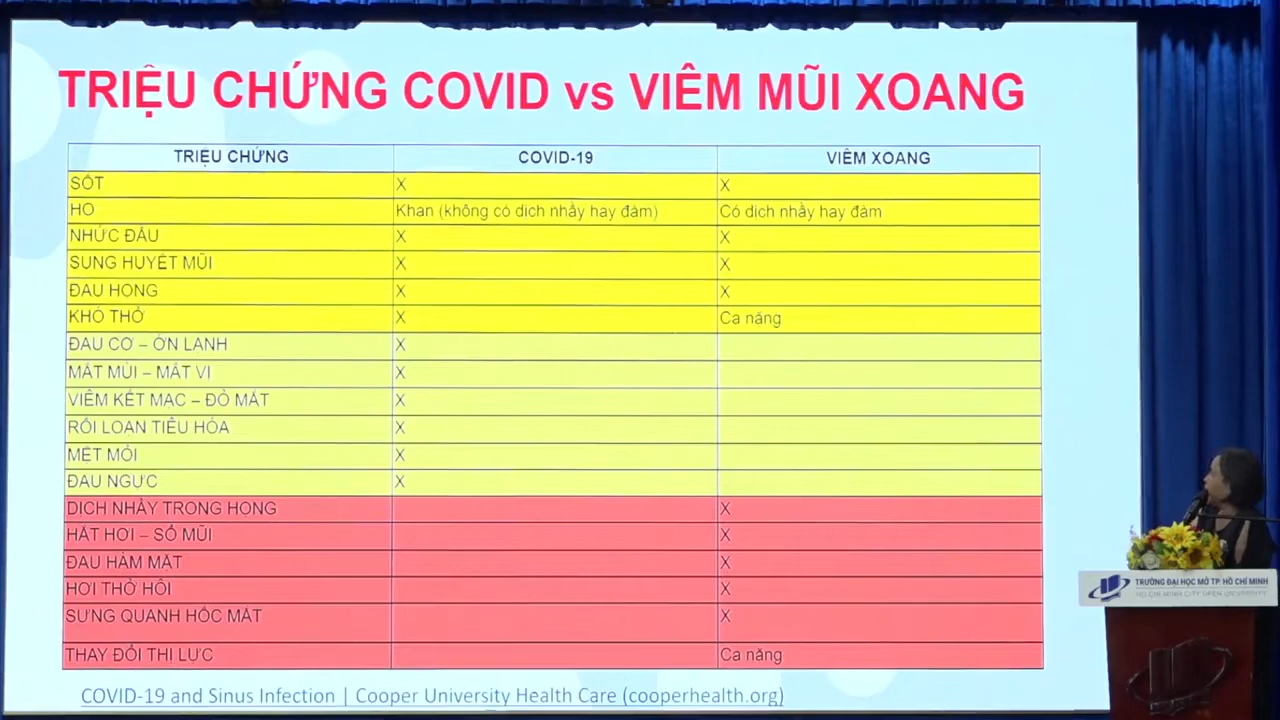 TRIỆU CHỨNG COVID vs VIÊM MŨI XOANG
TRIỆU CHỨNG COVID-19 VIÊM XOANG
SỐT X X
HO Khan (không có dịch nhầy hay đàm) Có dịch nhầy hay đàm
NHỨC ĐẦU X X
SUNG HUYẾT MŨI X X
ĐAU HỌNG X X
KHÓ THỞ X Ca nặng
ĐAU CƠ – ỚN LẠNH X
MẤT MÙI – MẤT VỊ X
VIÊM KẾT MẠC – ĐỎ MẮT X
RỐI LOẠN TIÊU HÓA X
MỆT MỎI X
ĐAU NGỰC X
DỊCH NHẦY TRONG HỌNG X
HẮT HƠI – SỔ MŨI X
ĐAU HÀM MẶT X
HƠI THỞ HÔI X
SƯNG QUANH HỐC MẮT X
THAY ĐỔI THỊ LỰC Ca nặng
COVID-19 and Sinus Infection | Cooper University Health Care (cooperhealth.org)
TRƯỜNG ĐẠI HỌC MỞ TP. HỒ CHÍ MINH
HO CHI MINH CITY OPEN UNIVERSITY